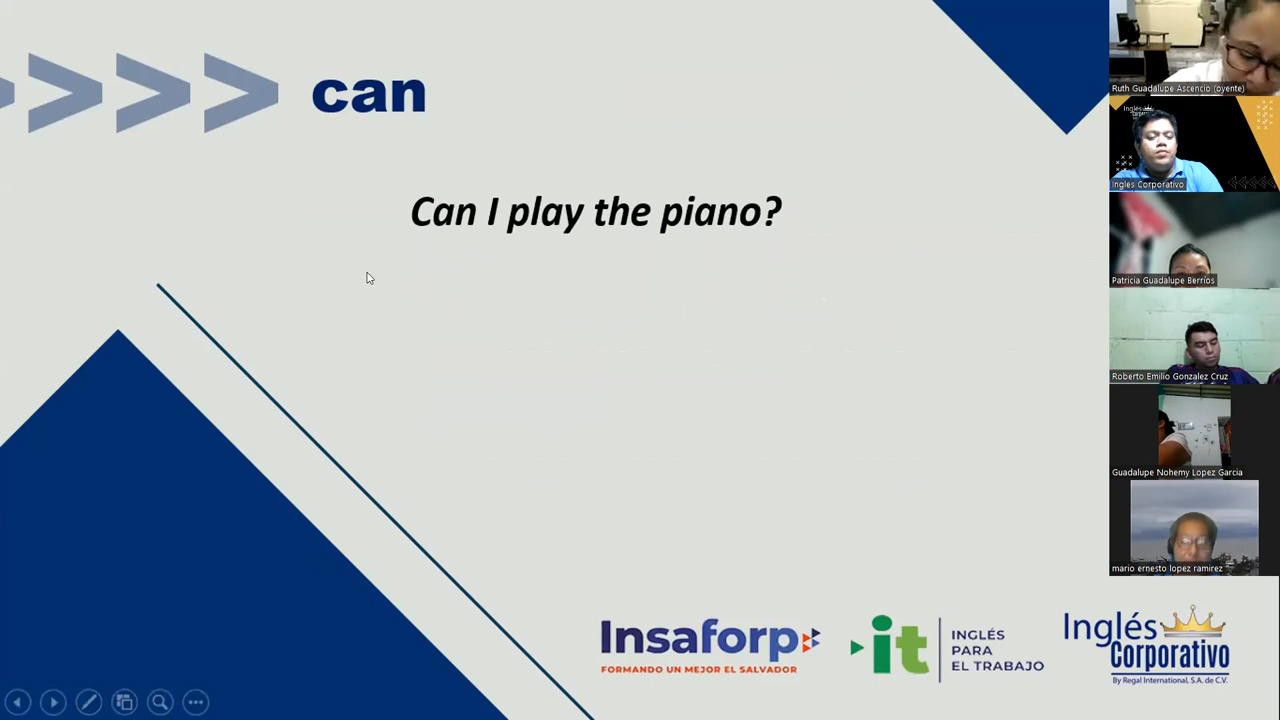 can
Can I play the piano?
Ruth Guadalupe Ascencio (oyente)
Ingles Corporativo
Patricia Guadalupe Berrios
Roberto Emilio Gonzalez Cruz
Guadalupe Nohemy Lopez Garcia
mario ernesto lopez ramirez
Insaforp
FORMANDO UN MEJOR EL SALVADOR
it
INGLÉS
PARA
EL TRABAJO
Inglés
Corporativo
By Regal International, S.A. de C.V.